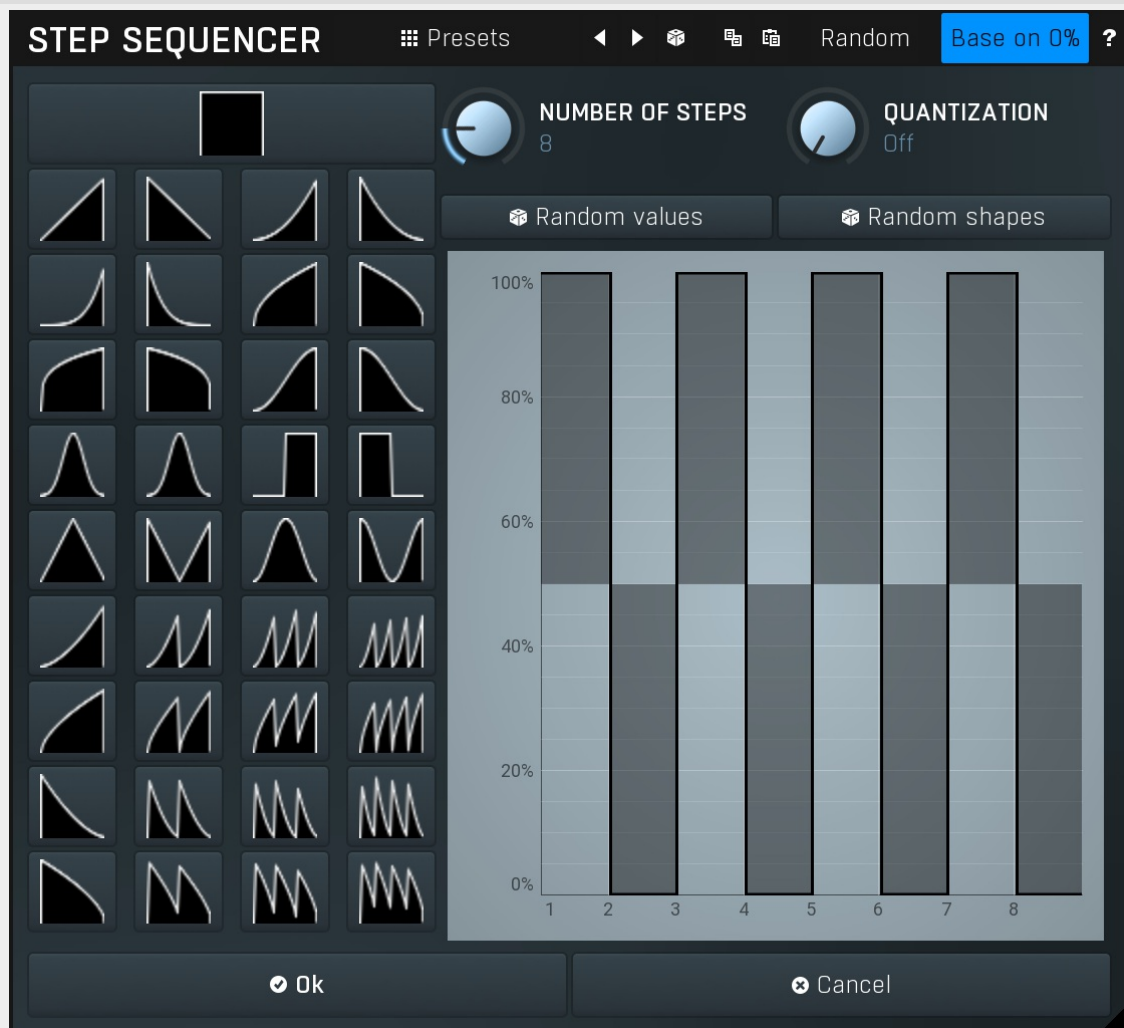 STEP SEQUENCER Presets Random Base on 0% ?
NUMBER OF STEPS
8
QUANTIZATION
Off
Random values Random shapes
100%
80%
60%
40%
20%
0%
1 2 3 4 5 6 7 8
Ok Cancel